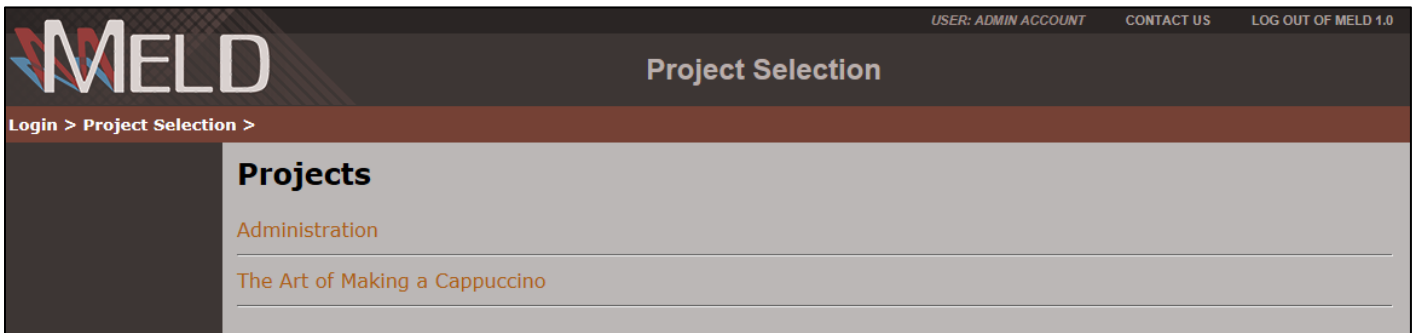 USER: ADMIN ACCOUNT CONTACT US LOG OUT OF MELD 1.0
MELD
Project Selection
Login > Project Selection >
Projects
Administration
The Art of Making a Cappuccino